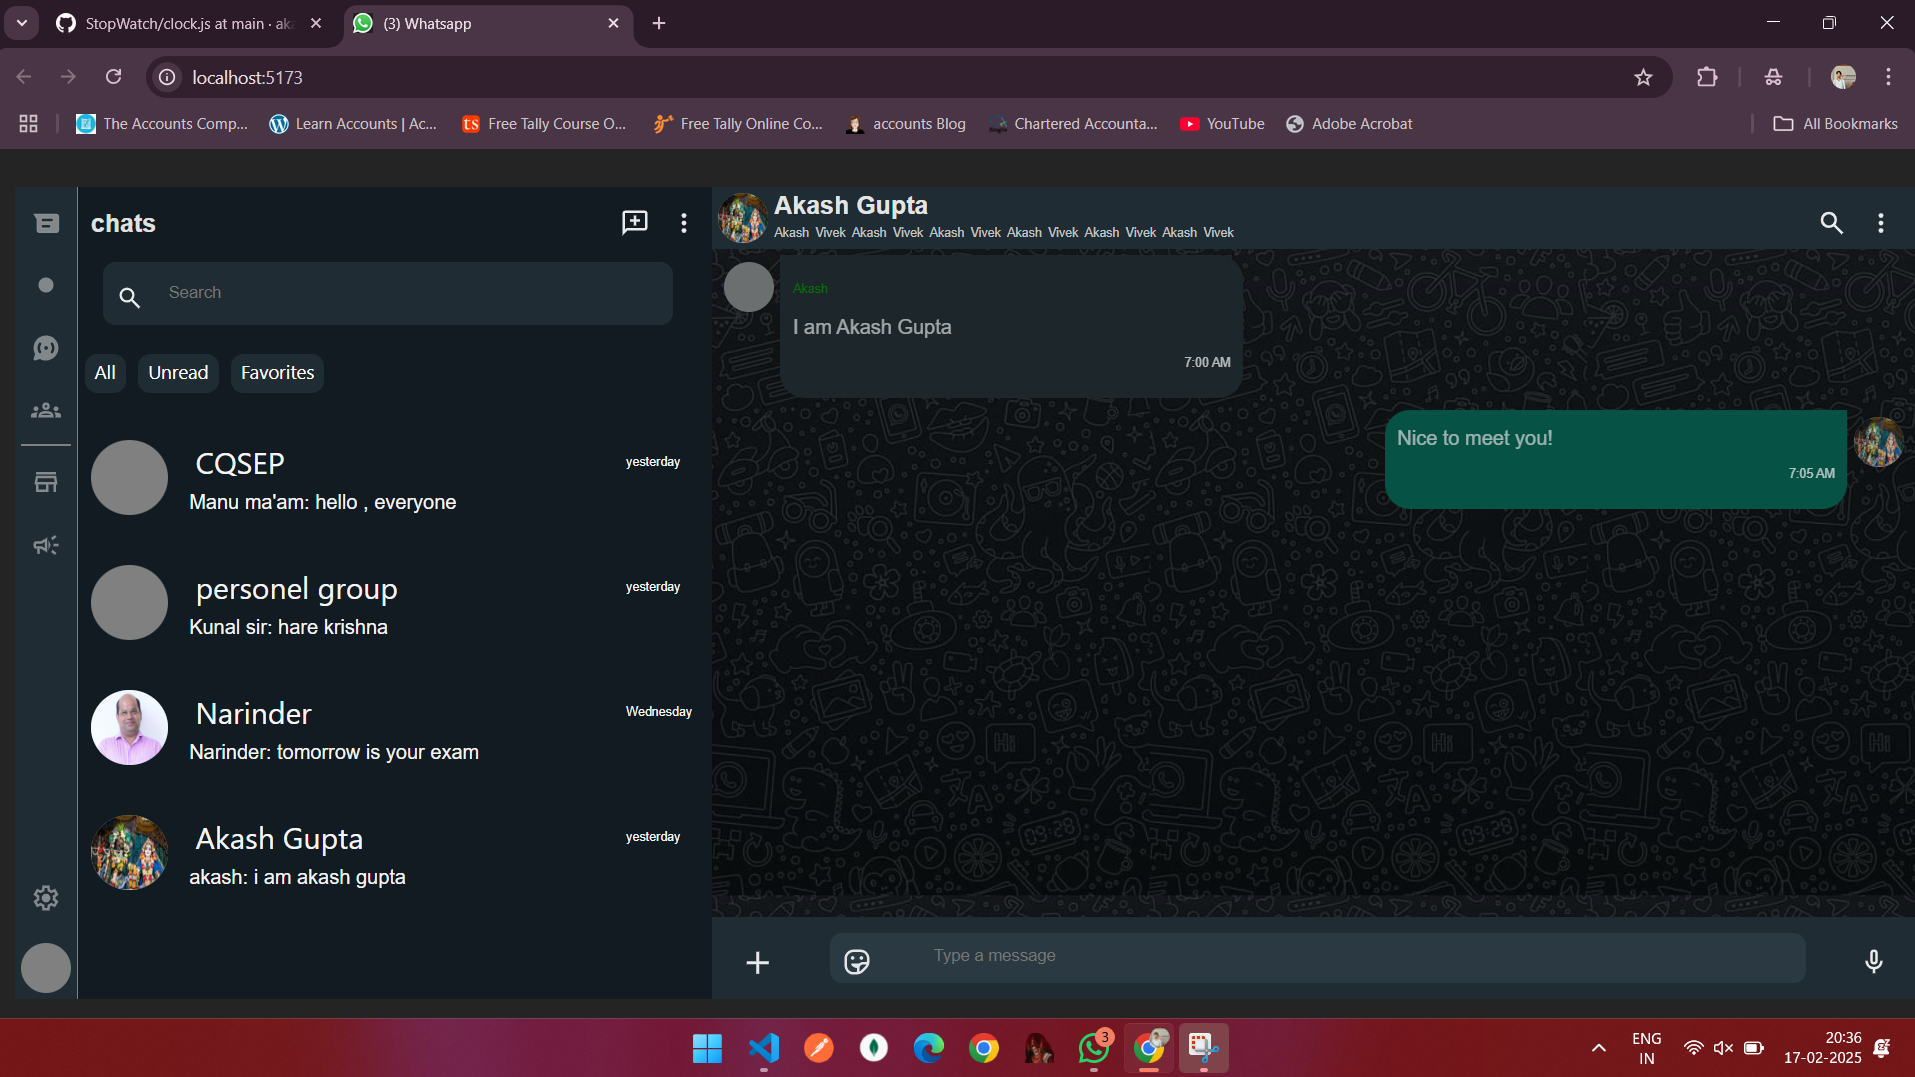 StopWatch/clock.js at main · ak
(3) Whatsapp
localhost:5173
The Accounts Comp...
Learn Accounts | Ac...
Free Tally Course O...
Free Tally Online Co...
accounts Blog
Chartered Accounta...
YouTube
Adobe Acrobat
All Bookmarks
chats
Search
All
Unread
Favorites
CQSEP
yesterday
Manu ma'am: hello , everyone
personel group
yesterday
Kunal sir: hare krishna
Narinder
Wednesday
Narinder: tomorrow is your exam
Akash Gupta
yesterday
akash: i am akash gupta
Akash Gupta
Akash Vivek Akash Vivek Akash Vivek Akash Vivek Akash Vivek Akash Vivek
Akash
I am Akash Gupta
7:00 AM
Nice to meet you!
7:05 AM
Type a message
3
ENG
IN
20:36
17-02-2025